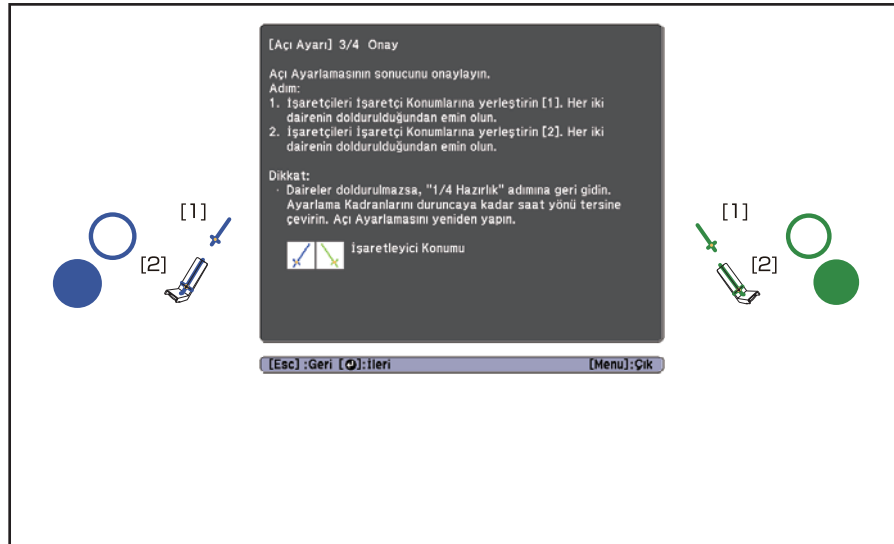 [Açı Ayarı] 3/4 Onay
Açı Ayarlamasının sonucunu onaylayın.
Adım:
1. İşaretçileri İşaretçi Konumlarına yerleştirin [1]. Her iki
dairenin doldurulduğundan emin olun.
2. İşaretçileri İşaretçi Konumlarına yerleştirin [2]. Her iki
dairenin doldurulduğundan emin olun.
Dikkat:
· Daireler doldurulmazsa, "1/4 Hazırlık" adımına geri gidin.
Ayarlama Kadranlarını duruncaya kadar saat yönü tersine
çevirin. Açı Ayarlamasını yeniden yapın.
İşaretleyici Konumu
[1]
[2]
[1]
[2]
[Esc] :Geri [⏎]:İleri [Menu]:Çık